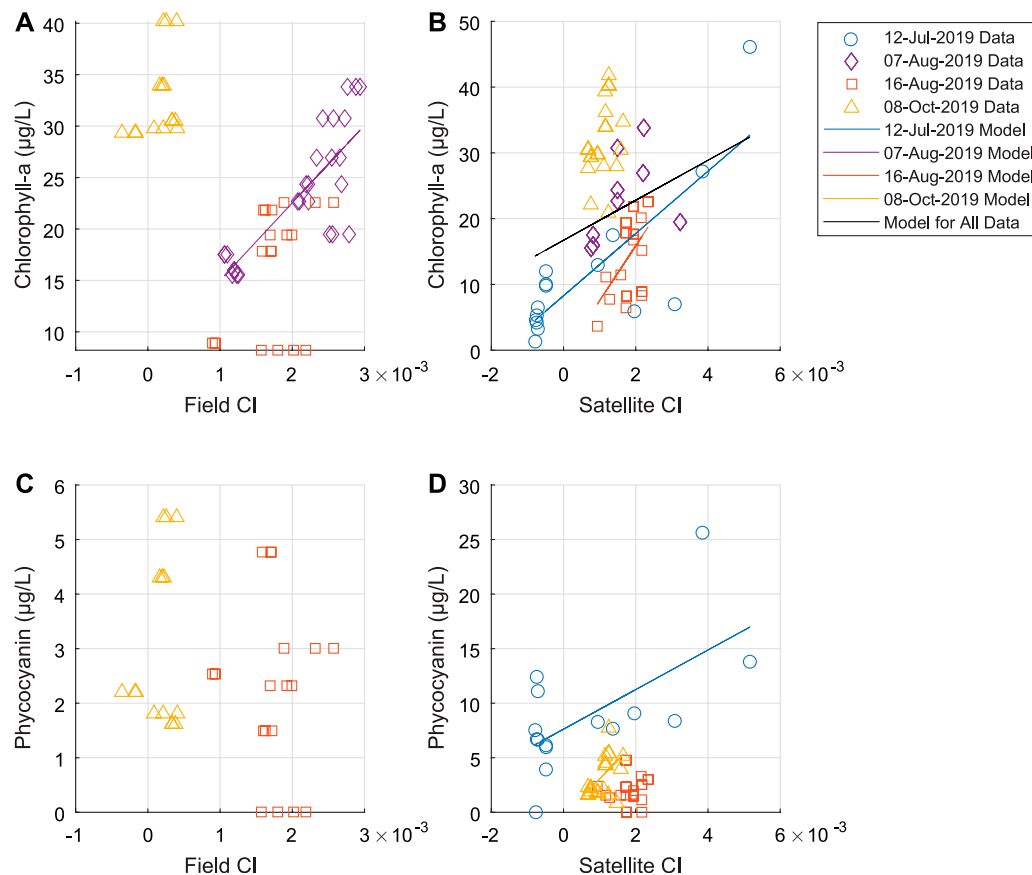 A
Chlorophyll-a (μg/L)
40
35
30
25
20
15
10
-1 0 1 2 3 × 10⁻³
Field CI
B
Chlorophyll-a (μg/L)
50
40
30
20
10
0
-2 0 2 4 6 × 10⁻³
Satellite CI
12-Jul-2019 Data
07-Aug-2019 Data
16-Aug-2019 Data
08-Oct-2019 Data
12-Jul-2019 Model
07-Aug-2019 Model
16-Aug-2019 Model
08-Oct-2019 Model
Model for All Data
C
Phycocyanin (μg/L)
6
5
4
3
2
1
0
-1 0 1 2 3 × 10⁻³
Field CI
D
Phycocyanin (μg/L)
30
25
20
15
10
5
0
-2 0 2 4 6 × 10⁻³
Satellite CI